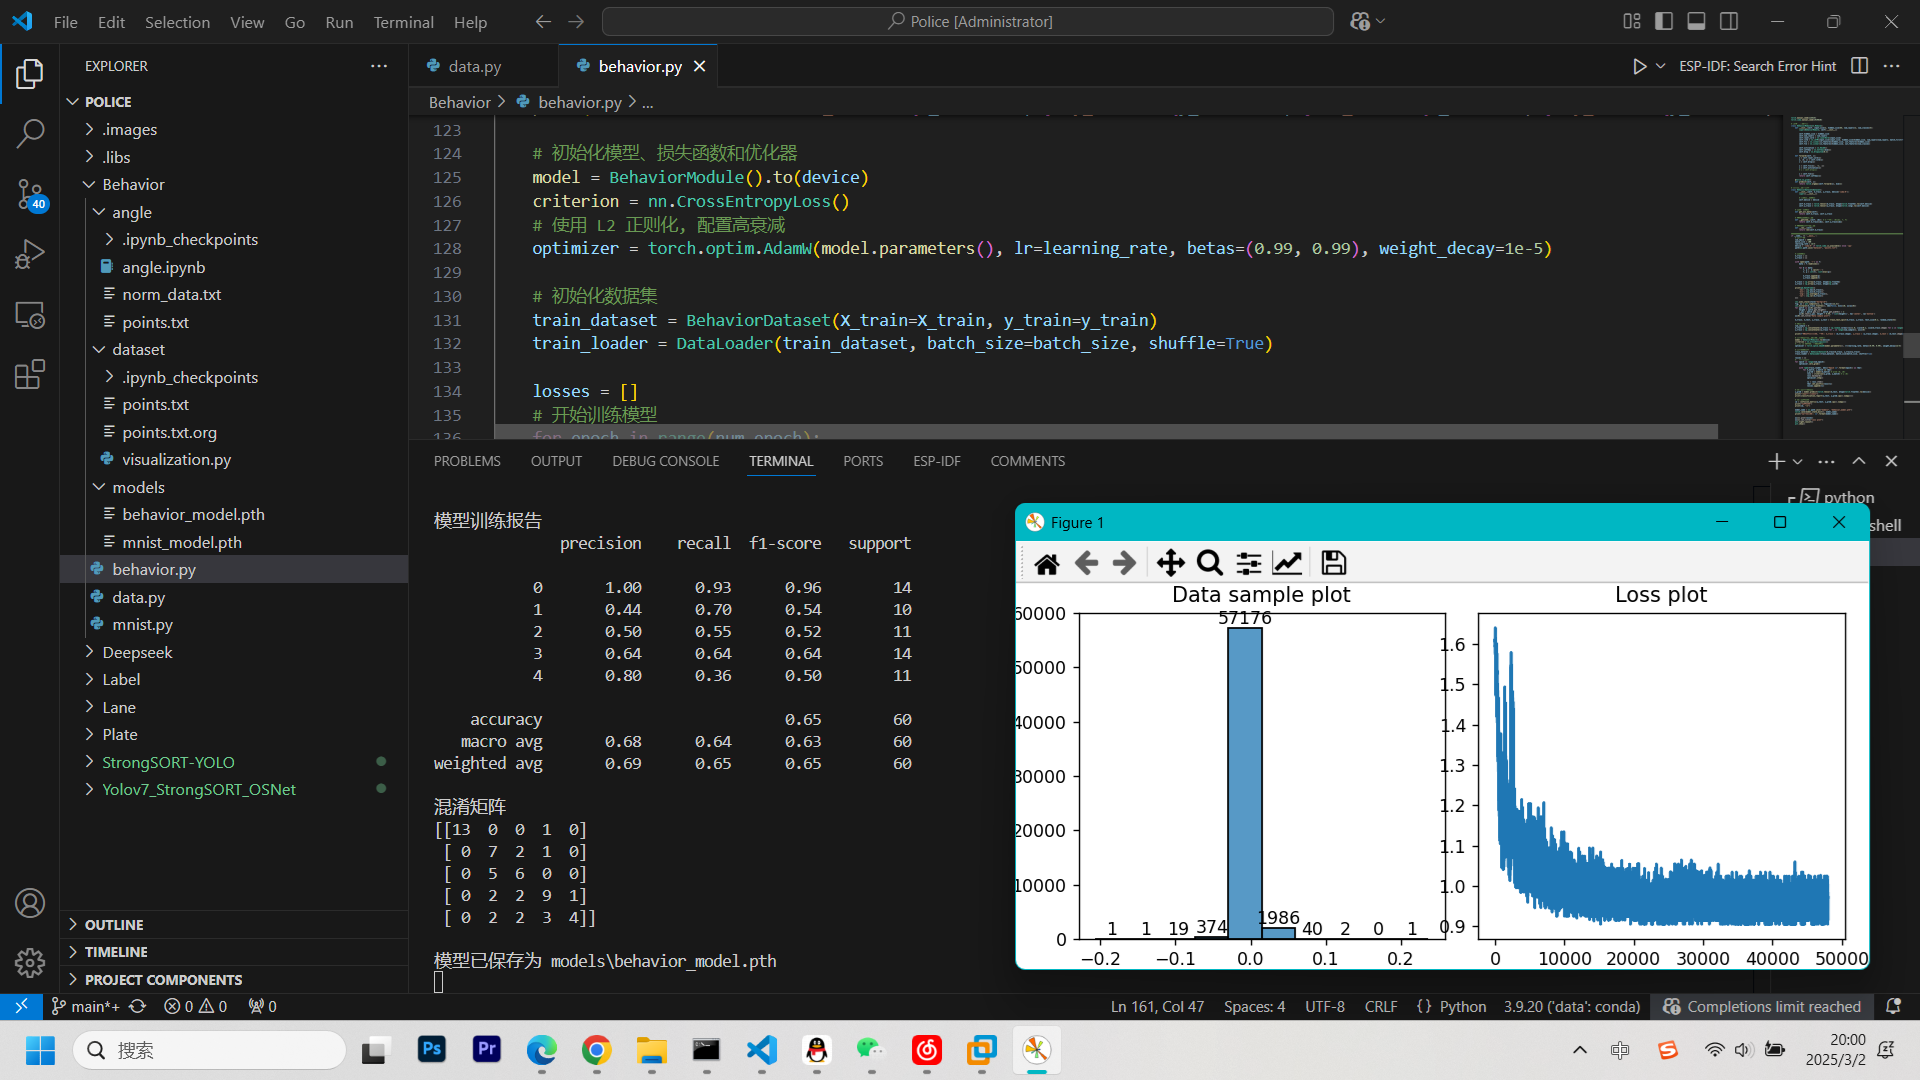 File Edit Selection View Go Run Terminal Help
Police [Administrator]
EXPLORER
POLICE
.images
.libs
Behavior
angle
.ipynb_checkpoints
angle.ipynb
norm_data.txt
points.txt
dataset
.ipynb_checkpoints
points.txt
points.txt.org
visualization.py
models
behavior_model.pth
mnist_model.pth
behavior.py
data.py
mnist.py
Deepseek
Label
Lane
Plate
StrongSORT-YOLO
Yolov7_StrongSORT_OSNet
OUTLINE
TIMELINE
PROJECT COMPONENTS
40
data.py
behavior.py
ESP-IDF: Search Error Hint
Behavior > behavior.py > ...
123
124 # 初始化模型、损失函数和优化器
125 model = BehaviorModule().to(device)
126 criterion = nn.CrossEntropyLoss()
127 # 使用 L2 正则化，配置高衰减
128 optimizer = torch.optim.AdamW(model.parameters(), lr=learning_rate, betas=(0.99, 0.99), weight_decay=1e-5)
129
130 # 初始化数据集
131 train_dataset = BehaviorDataset(X_train=X_train, y_train=y_train)
132 train_loader = DataLoader(train_dataset, batch_size=batch_size, shuffle=True)
133
134 losses = []
135 # 开始训练模型
136 for epoch in range(num_epoch):
PROBLEMS OUTPUT DEBUG CONSOLE TERMINAL PORTS ESP-IDF COMMENTS
python
shell
模型训练报告
precision recall f1-score support
0 1.00 0.93 0.96 14
1 0.44 0.70 0.54 10
2 0.50 0.55 0.52 11
3 0.64 0.64 0.64 14
4 0.80 0.36 0.50 11
accuracy 0.65 60
macro avg 0.68 0.64 0.63 60
weighted avg 0.69 0.65 0.65 60
混淆矩阵
[[13 0 0 1 0]
[ 0 7 2 1 0]
[ 0 5 6 0 0]
[ 0 2 2 9 1]
[ 0 2 2 3 4]]
模型已保存为 models\behavior_model.pth
Figure 1
Data sample plot
60000
50000
40000
30000
20000
10000
0
57176
1 1 19 374 1986 40 2 0 1
−0.2 −0.1 0.0 0.1 0.2
Loss plot
1.6
1.5
1.4
1.3
1.2
1.1
1.0
0.9
0 10000 20000 30000 40000 50000
main*+ 0 0 0
Ln 161, Col 47 Spaces: 4 UTF-8 CRLF {} Python 3.9.20 ('data': conda) Completions limit reached
搜索
Ps
Pr
中
20:00
2025/3/2